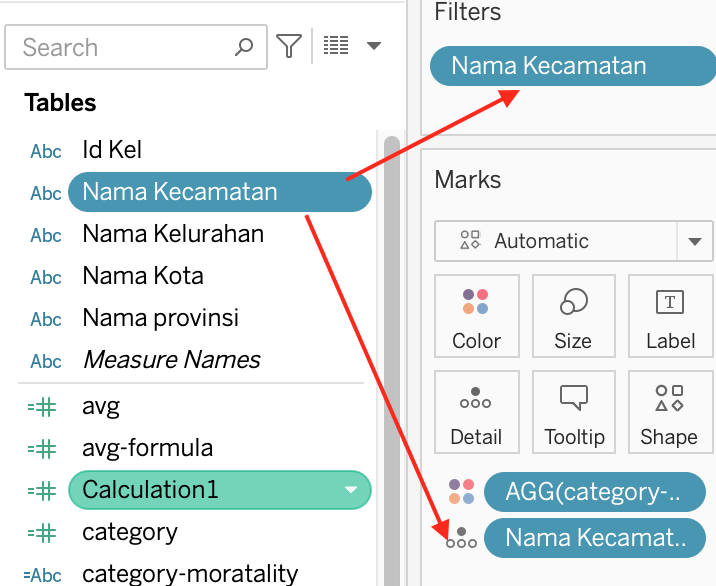 Search
Tables
Abc Id Kel
Abc Nama Kecamatan
Abc Nama Kelurahan
Abc Nama Kota
Abc Nama provinsi
Abc Measure Names
=# avg
=# avg-formula
=# Calculation1
=# category
=Abc category-moratality
Filters
Nama Kecamatan
Marks
Automatic
Color
Size
T
Label
Detail
Tooltip
Shape
AGG(category-..
Nama Kecamat..